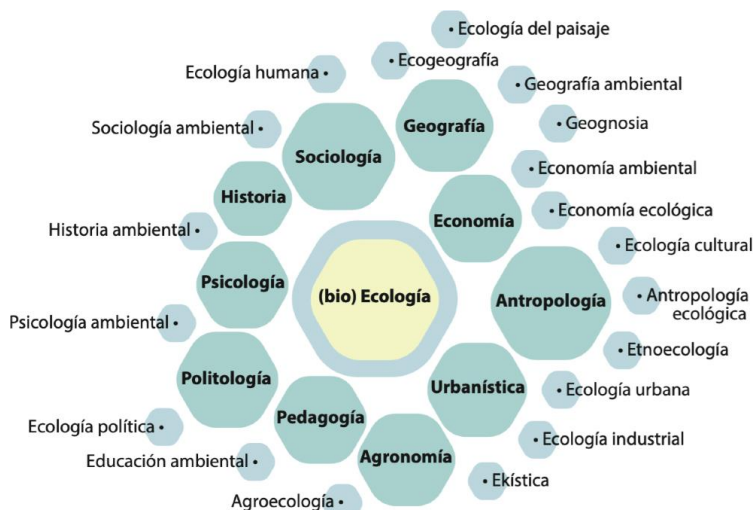 Ecología del paisaje
Ecogeografía
Ecología humana
Geografía ambiental
Geografía
Geognosia
Sociología ambiental
Sociología
Economía ambiental
Historia
Economía
Economía ecológica
Historia ambiental
Ecología cultural
Psicología
(bio) Ecología
Antropología
Antropología
ecológica
Psicología ambiental
Etnoecología
Politología
Urbanística
Ecología urbana
Pedagogía
Ecología política
Ecología industrial
Educación ambiental
Agronomía
Ekística
Agroecología